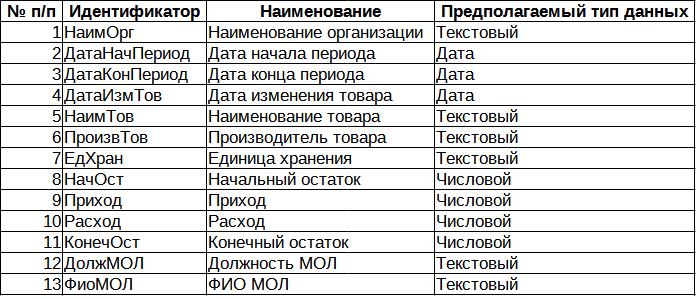 № п/п Идентификатор Наименование Предполагаемый тип данных
1 НаимОрг Наименование организации Текстовый
2 ДатаНачПериод Дата начала периода Дата
3 ДатаКонПериод Дата конца периода Дата
4 ДатаИзмТов Дата изменения товара Дата
5 НаимТов Наименование товара Текстовый
6 ПроизвТов Производитель товара Текстовый
7 ЕдХран Единица хранения Текстовый
8 НачОст Начальный остаток Числовой
9 Приход Приход Числовой
10 Расход Расход Числовой
11 КонечОст Конечный остаток Числовой
12 ДолжМОЛ Должность МОЛ Текстовый
13 ФиоМОЛ ФИО МОЛ Текстовый